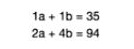 1a + 1b = 35
2a + 4b = 94